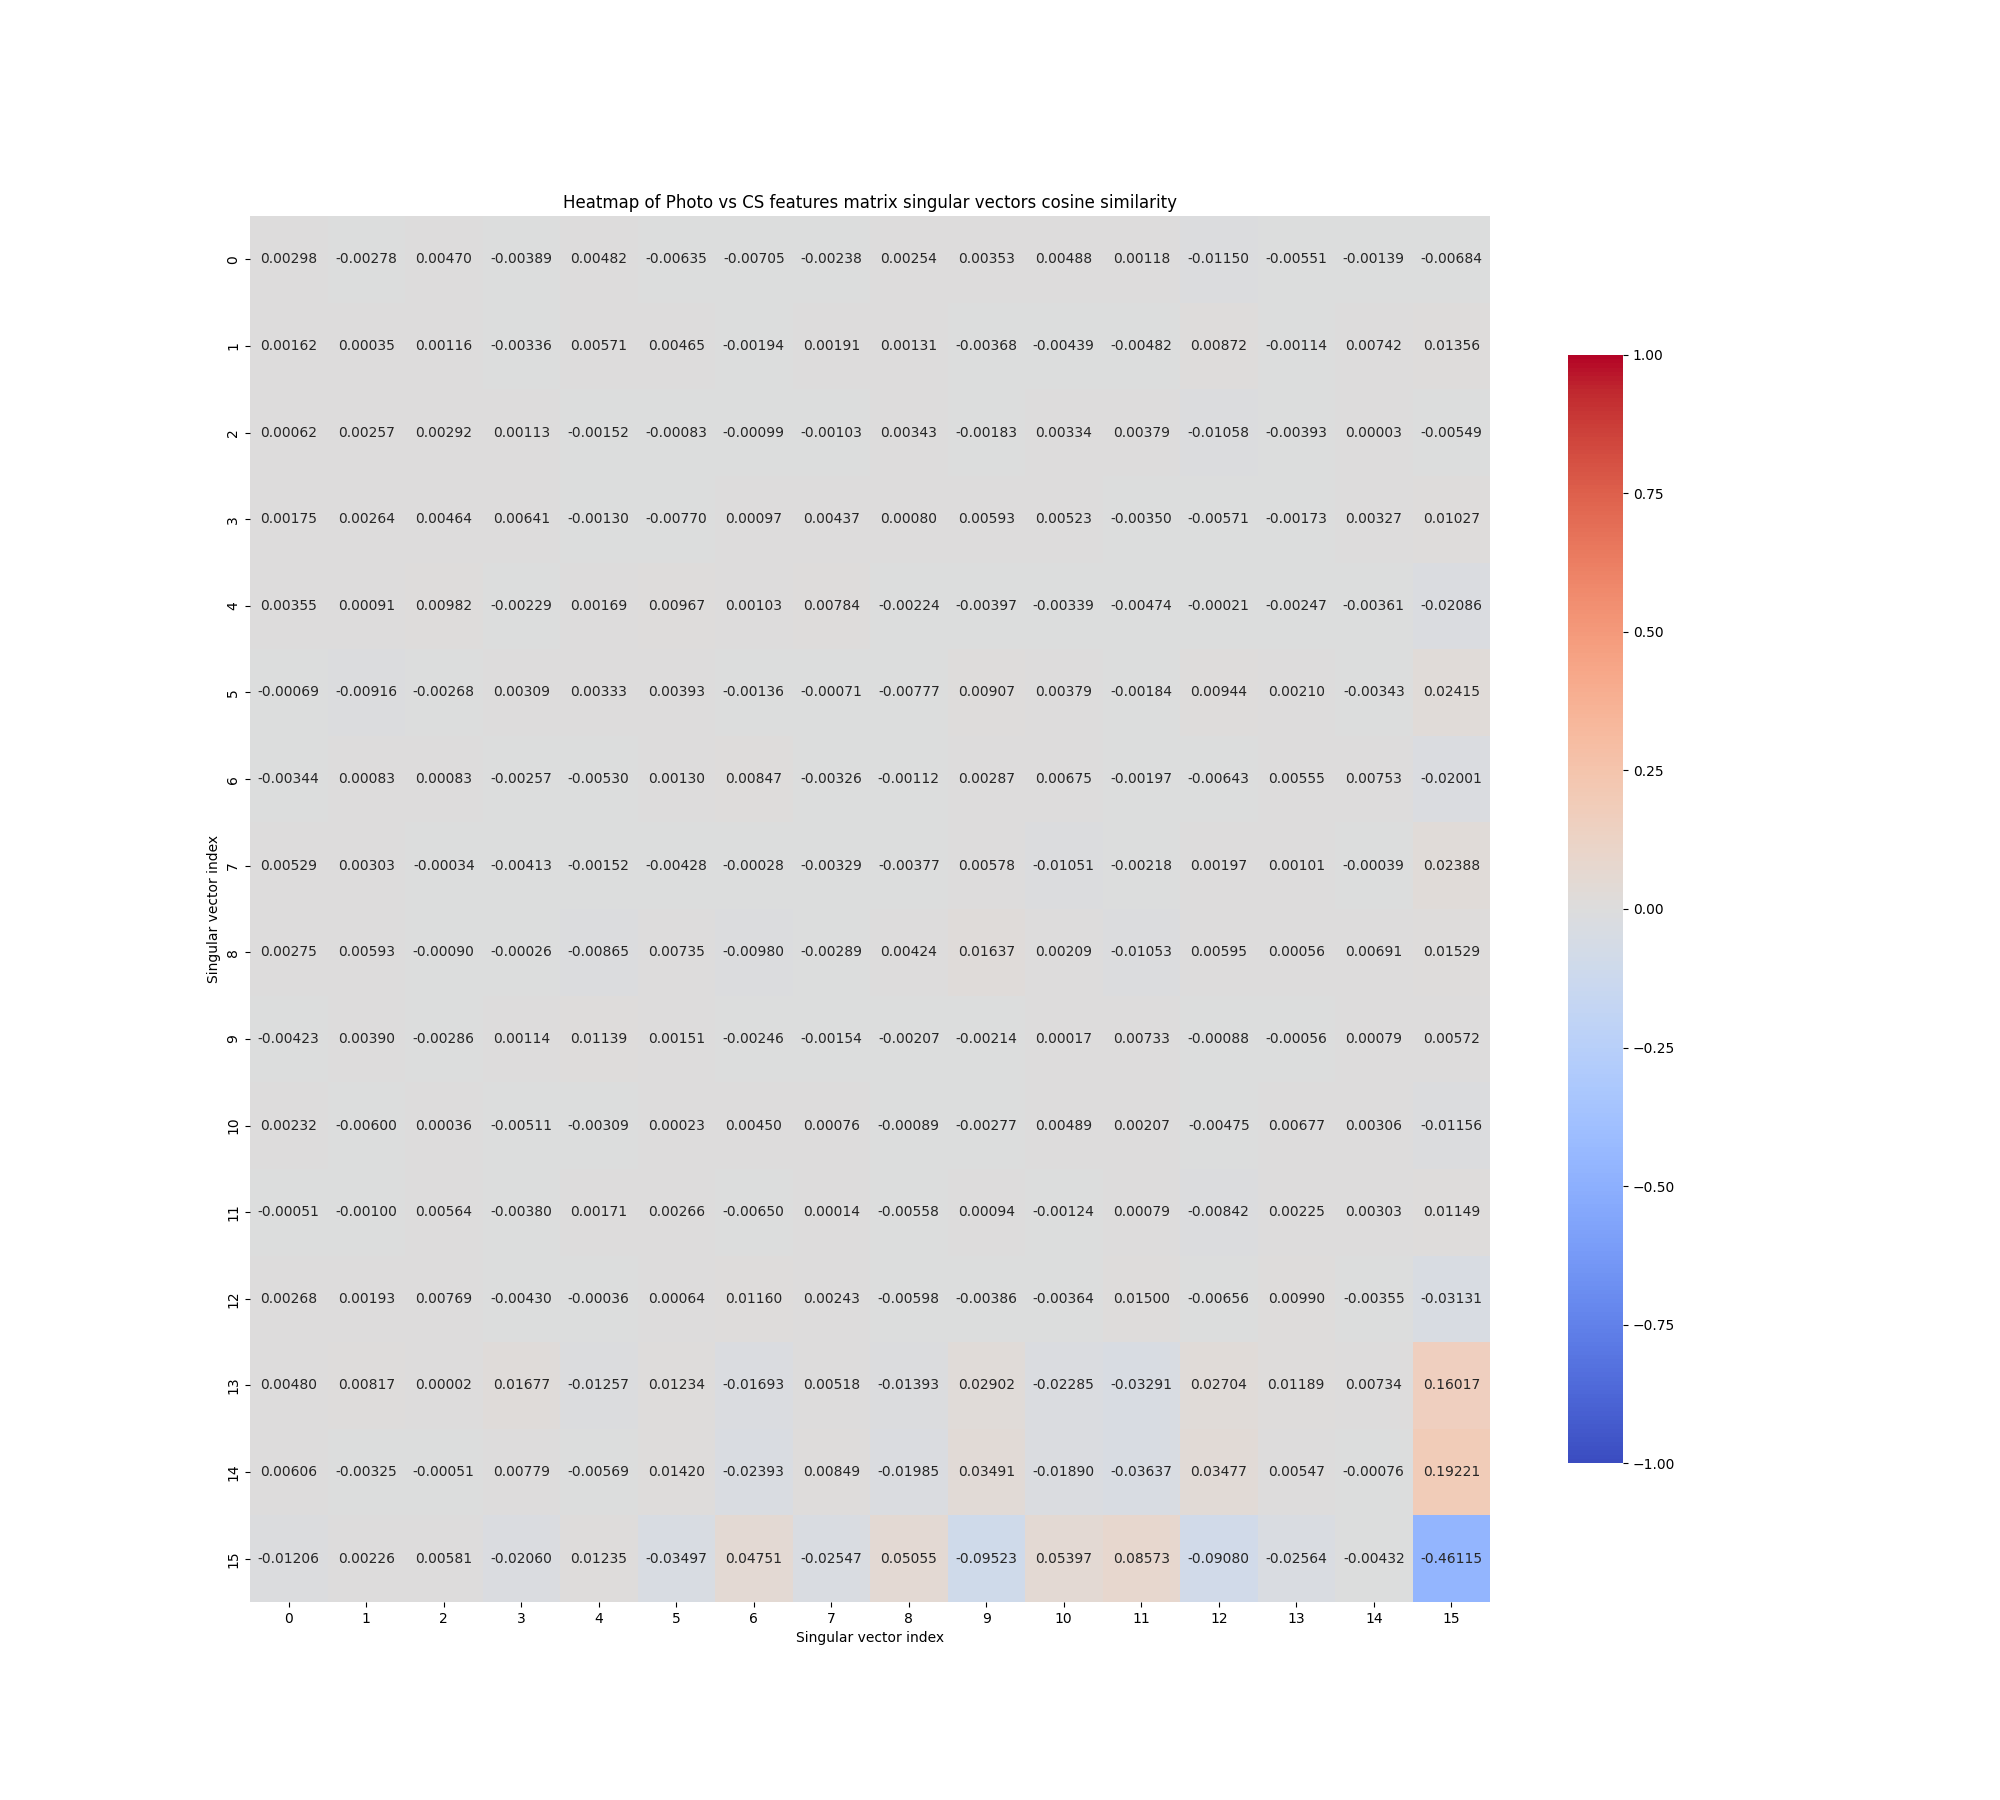 Heatmap of Photo vs CS features matrix singular vectors cosine similarity
0 0.00298 -0.00278 0.00470 -0.00389 0.00482 -0.00635 -0.00705 -0.00238 0.00254 0.00353 0.00488 0.00118 -0.01150 -0.00551 -0.00139 -0.00684
1 0.00162 0.00035 0.00116 -0.00336 0.00571 0.00465 -0.00194 0.00191 0.00131 -0.00368 -0.00439 -0.00482 0.00872 -0.00114 0.00742 0.01356
2 0.00062 0.00257 0.00292 0.00113 -0.00152 -0.00083 -0.00099 -0.00103 0.00343 -0.00183 0.00334 0.00379 -0.01058 -0.00393 0.00003 -0.00549
3 0.00175 0.00264 0.00464 0.00641 -0.00130 -0.00770 0.00097 0.00437 0.00080 0.00593 0.00523 -0.00350 -0.00571 -0.00173 0.00327 0.01027
4 0.00355 0.00091 0.00982 -0.00229 0.00169 0.00967 0.00103 0.00784 -0.00224 -0.00397 -0.00339 -0.00474 -0.00021 -0.00247 -0.00361 -0.02086
5 -0.00069 -0.00916 -0.00268 0.00309 0.00333 0.00393 -0.00136 -0.00071 -0.00777 0.00907 0.00379 -0.00184 0.00944 0.00210 -0.00343 0.02415
6 -0.00344 0.00083 0.00083 -0.00257 -0.00530 0.00130 0.00847 -0.00326 -0.00112 0.00287 0.00675 -0.00197 -0.00643 0.00555 0.00753 -0.02001
7 0.00529 0.00303 -0.00034 -0.00413 -0.00152 -0.00428 -0.00028 -0.00329 -0.00377 0.00578 -0.01051 -0.00218 0.00197 0.00101 -0.00039 0.02388
8 0.00275 0.00593 -0.00090 -0.00026 -0.00865 0.00735 -0.00980 -0.00289 0.00424 0.01637 0.00209 -0.01053 0.00595 0.00056 0.00691 0.01529
9 -0.00423 0.00390 -0.00286 0.00114 0.01139 0.00151 -0.00246 -0.00154 -0.00207 -0.00214 0.00017 0.00733 -0.00088 -0.00056 0.00079 0.00572
10 0.00232 -0.00600 0.00036 -0.00511 -0.00309 0.00023 0.00450 0.00076 -0.00089 -0.00277 0.00489 0.00207 -0.00475 0.00677 0.00306 -0.01156
11 -0.00051 -0.00100 0.00564 -0.00380 0.00171 0.00266 -0.00650 0.00014 -0.00558 0.00094 -0.00124 0.00079 -0.00842 0.00225 0.00303 0.01149
12 0.00268 0.00193 0.00769 -0.00430 -0.00036 0.00064 0.01160 0.00243 -0.00598 -0.00386 -0.00364 0.01500 -0.00656 0.00990 -0.00355 -0.03131
13 0.00480 0.00817 0.00002 0.01677 -0.01257 0.01234 -0.01693 0.00518 -0.01393 0.02902 -0.02285 -0.03291 0.02704 0.01189 0.00734 0.16017
14 0.00606 -0.00325 -0.00051 0.00779 -0.00569 0.01420 -0.02393 0.00849 -0.01985 0.03491 -0.01890 -0.03637 0.03477 0.00547 -0.00076 0.19221
15 -0.01206 0.00226 0.00581 -0.02060 0.01235 -0.03497 0.04751 -0.02547 0.05055 -0.09523 0.05397 0.08573 -0.09080 -0.02564 -0.00432 -0.46115
0 1 2 3 4 5 6 7 8 9 10 11 12 13 14 15
Singular vector index
Singular vector index
1.00
0.75
0.50
0.25
0.00
−0.25
−0.50
−0.75
−1.00